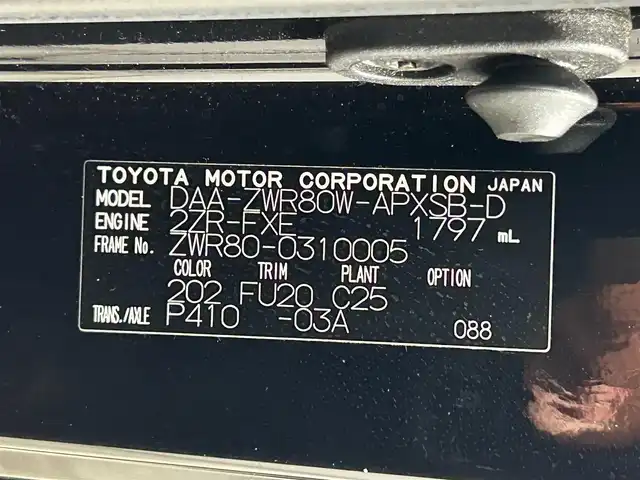 TOYOTA MOTOR CORPORATION JAPAN
MODEL DAA-ZWR80W-APXSB-D
ENGINE 2ZR-FXE 1797 mL
FRAME No. ZWR80-0310005
COLOR TRIM PLANT OPTION
202 FU20 C25
TRANS./AXLE P410 -03A 088